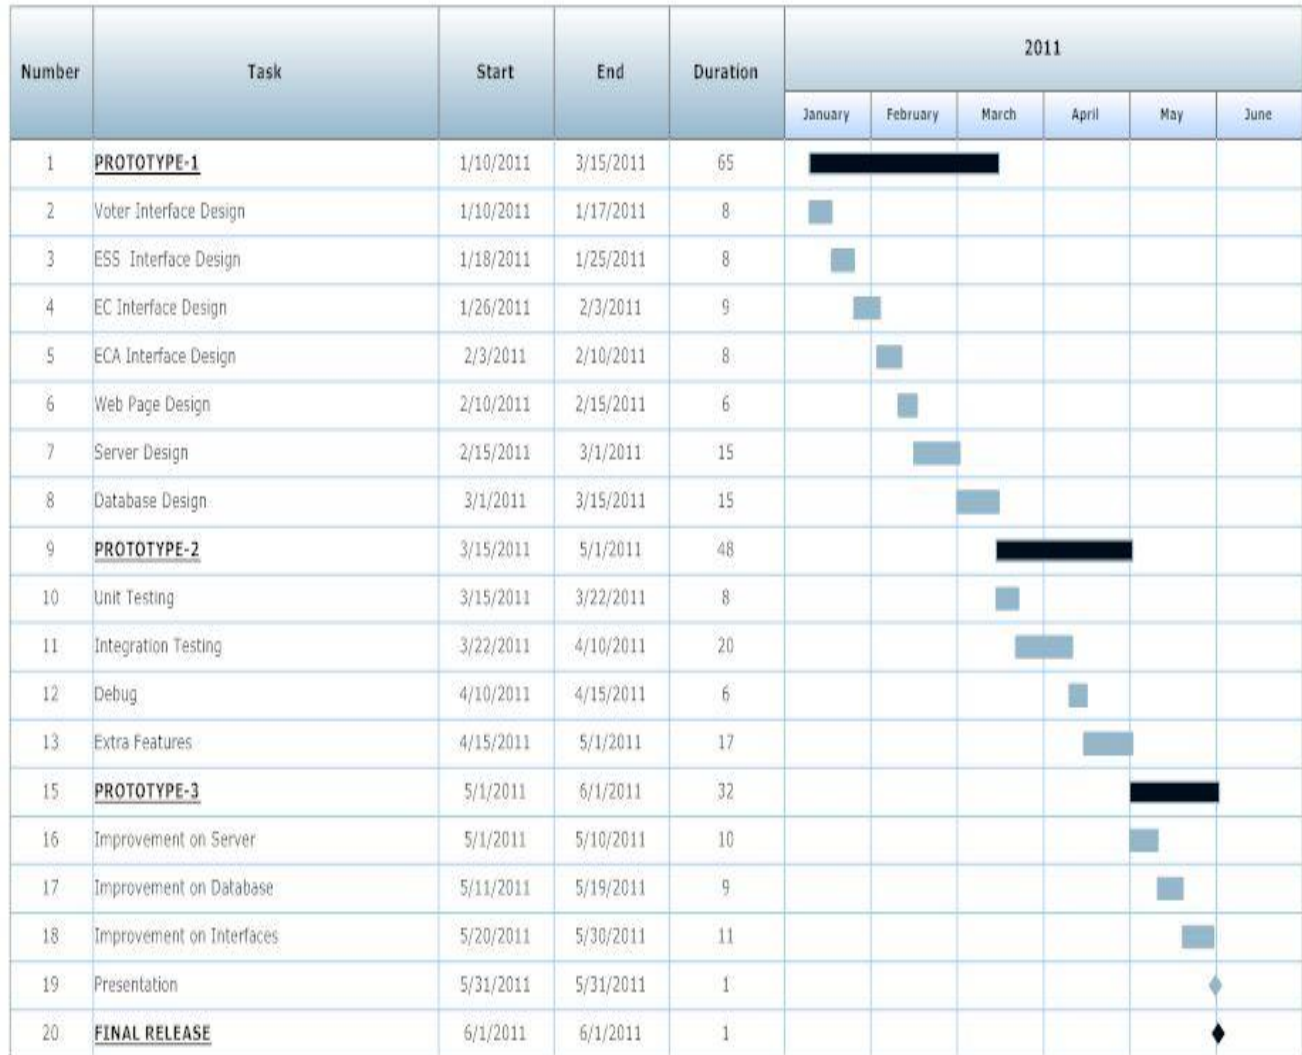 Number Task Start End Duration 2011
January February March April May June
1 PROTOTYPE-1 1/10/2011 3/15/2011 65
2 Voter Interface Design 1/10/2011 1/17/2011 8
3 ESS Interface Design 1/18/2011 1/25/2011 8
4 EC Interface Design 1/26/2011 2/3/2011 9
5 ECA Interface Design 2/3/2011 2/10/2011 8
6 Web Page Design 2/10/2011 2/15/2011 6
7 Server Design 2/15/2011 3/1/2011 15
8 Database Design 3/1/2011 3/15/2011 15
9 PROTOTYPE-2 3/15/2011 5/1/2011 48
10 Unit Testing 3/15/2011 3/22/2011 8
11 Integration Testing 3/22/2011 4/10/2011 20
12 Debug 4/10/2011 4/15/2011 6
13 Extra Features 4/15/2011 5/1/2011 17
15 PROTOTYPE-3 5/1/2011 6/1/2011 32
16 Improvement on Server 5/1/2011 5/10/2011 10
17 Improvement on Database 5/11/2011 5/19/2011 9
18 Improvement on Interfaces 5/20/2011 5/30/2011 11
19 Presentation 5/31/2011 5/31/2011 1
20 FINAL RELEASE 6/1/2011 6/1/2011 1